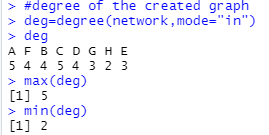 > #degree of the created graph
> deg=degree(network,mode="in")
> deg
A F B C D G H E
5 4 4 5 4 3 2 3
> max(deg)
[1] 5
> min(deg)
[1] 2